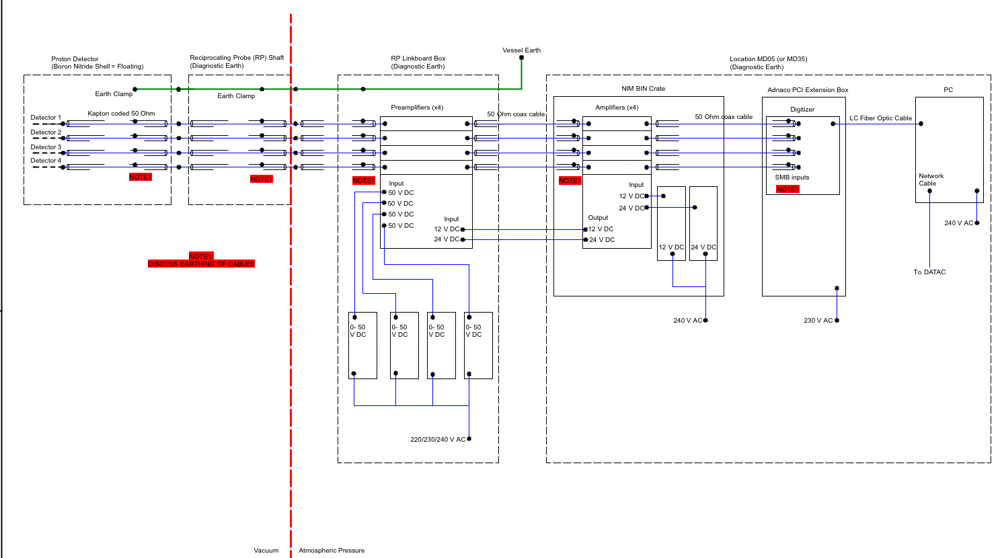 Vessel Earth
Proton Detector
(Boron Nitride Shell = Floating)
Reciprocating Probe (RP) Shaft
(Diagnostic Earth)
RP Linkboard Box
(Diagnostic Earth)
Location MD05 (or MD35)
(Diagnostic Earth)
Earth Clamp
Earth Clamp
NIM BIN Crate
Adnaco PCI Extension Box
PC
Kapton coded 50 Ohm
Preamplifiers (x4)
50 Ohm coax cable
Amplifiers (x4)
50 Ohm coax cable
Digitizer
LC Fiber Optic Cable
Detector 1
Detector 2
Detector 3
Detector 4
NOTE1
NOTE1
NOTE1
NOTE1
SMB inputs
NOTE1
Network
Cable
Input
50 V DC
50 V DC
50 V DC
50 V DC
Input
12 V DC
24 V DC
Input
12 V DC
24 V DC
Output
12 V DC
24 V DC
12 V DC
24 V DC
240 V AC
To DATAC
NOTE1:
DISCUSS EARTHING OF CABLES
0- 50
V DC
0- 50
V DC
0- 50
V DC
0- 50
V DC
240 V AC
230 V AC
220/230/240 V AC
Vacuum
Atmospheric Pressure